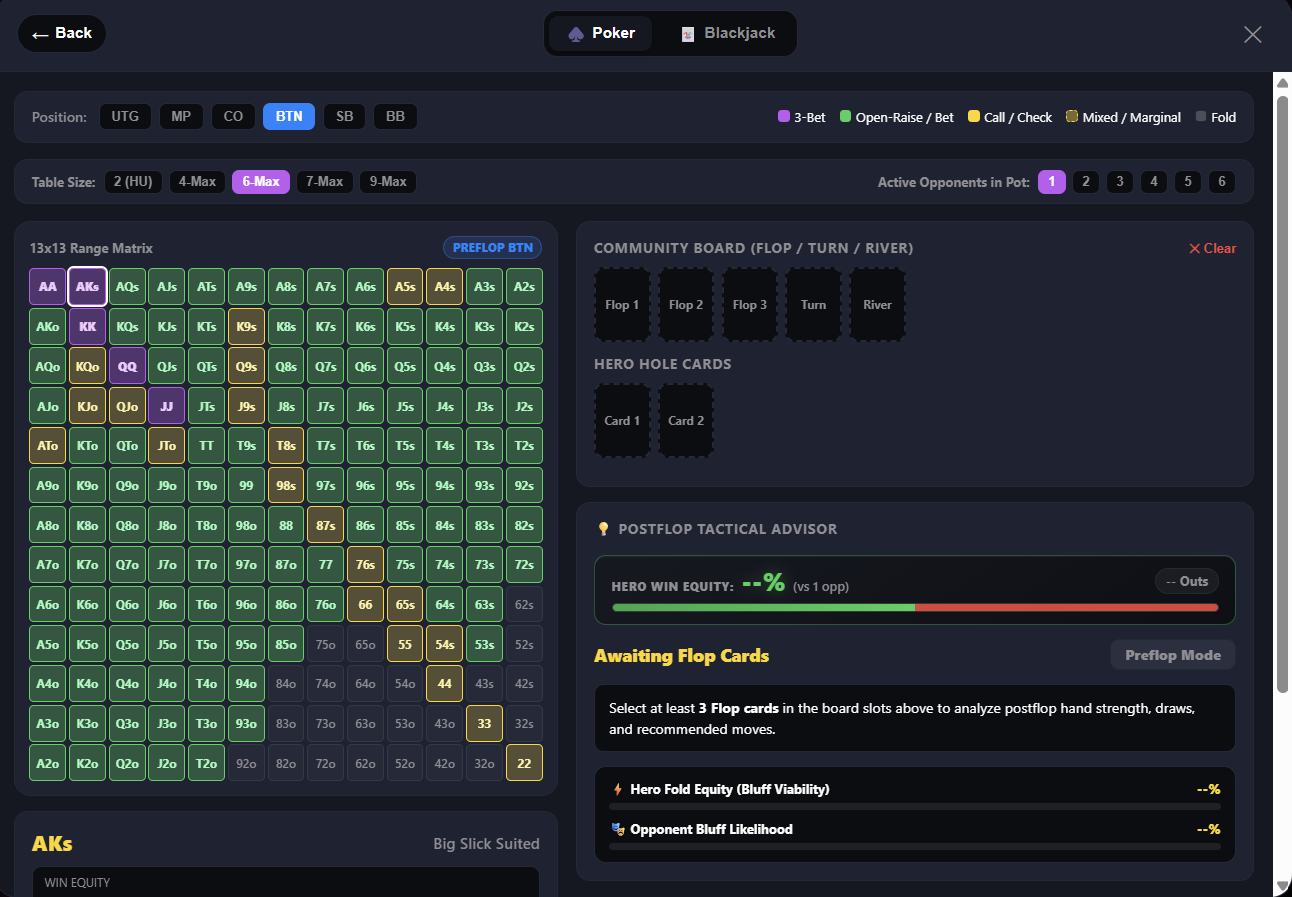 ← Back
Poker
Blackjack
Position: UTG MP CO BTN SB BB
3-Bet Open-Raise / Bet Call / Check Mixed / Marginal Fold
Table Size: 2 (HU) 4-Max 6-Max 7-Max 9-Max
Active Opponents in Pot: 1 2 3 4 5 6
13x13 Range Matrix
PREFLOP BTN
AA AKs AQs AJs ATs A9s A8s A7s A6s A5s A4s A3s A2s
AKo KK KQs KJs KTs K9s K8s K7s K6s K5s K4s K3s K2s
AQo KQo QQ QJs QTs Q9s Q8s Q7s Q6s Q5s Q4s Q3s Q2s
AJo KJo QJo JJ JTs J9s J8s J7s J6s J5s J4s J3s J2s
ATo KTo QTo JTo TT T9s T8s T7s T6s T5s T4s T3s T2s
A9o K9o Q9o J9o T9o 99 98s 97s 96s 95s 94s 93s 92s
A8o K8o Q8o J8o T8o 98o 88 87s 86s 85s 84s 83s 82s
A7o K7o Q7o J7o T7o 97o 87o 77 76s 75s 74s 73s 72s
A6o K6o Q6o J6o T6o 96o 86o 76o 66 65s 64s 63s 62s
A5o K5o Q5o J5o T5o 95o 85o 75o 65o 55 54s 53s 52s
A4o K4o Q4o J4o T4o 94o 84o 74o 64o 54o 44 43s 42s
A3o K3o Q3o J3o T3o 93o 83o 73o 63o 53o 43o 33 32s
A2o K2o Q2o J2o T2o 92o 82o 72o 62o 52o 42o 32o 22
AKs
Big Slick Suited
WIN EQUITY
COMMUNITY BOARD (FLOP / TURN / RIVER)
✕ Clear
Flop 1 Flop 2 Flop 3 Turn River
HERO HOLE CARDS
Card 1 Card 2
POSTFLOP TACTICAL ADVISOR
HERO WIN EQUITY: --% (vs 1 opp)
-- Outs
Awaiting Flop Cards
Preflop Mode
Select at least 3 Flop cards in the board slots above to analyze postflop hand strength, draws,
and recommended moves.
Hero Fold Equity (Bluff Viability) --%
Opponent Bluff Likelihood --%